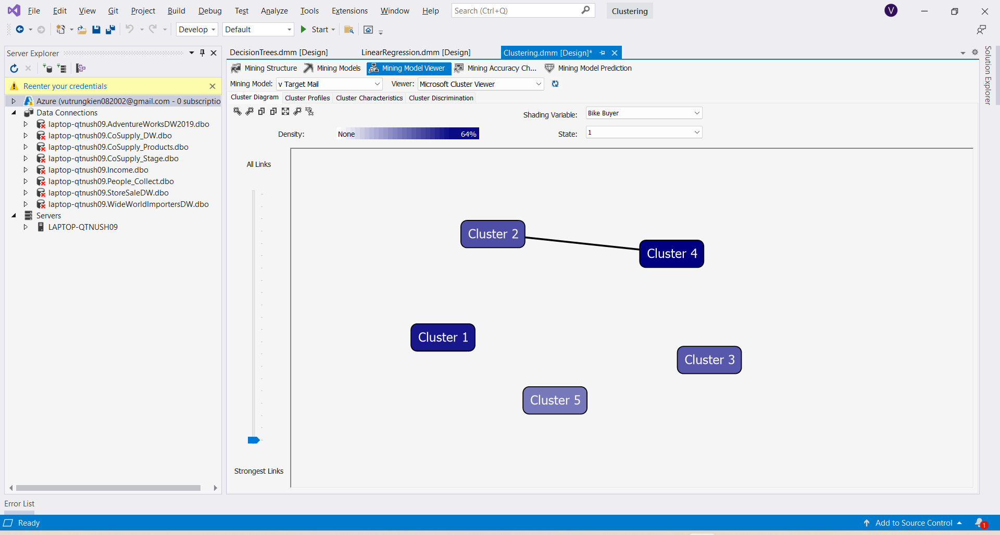 File Edit View Git Project Build Debug Test Analyze Tools Extensions Window Help Search (Ctrl+Q) Clustering V
Develop Default Start
Server Explorer
Reenter your credentials
Azure (vutrungkien082002@gmail.com - 0 subscriptio
Data Connections
laptop-qtnush09.AdventureWorksDW2019.dbo
laptop-qtnush09.CoSupply_DW.dbo
laptop-qtnush09.CoSupply_Products.dbo
laptop-qtnush09.CoSupply_Stage.dbo
laptop-qtnush09.Income.dbo
laptop-qtnush09.People_Collect.dbo
laptop-qtnush09.StoreSaleDW.dbo
laptop-qtnush09.WideWorldImportersDW.dbo
Servers
LAPTOP-QTNUSH09
DecisionTrees.dmm [Design] LinearRegression.dmm [Design] Clustering.dmm [Design]*
Mining Structure Mining Models Mining Model Viewer Mining Accuracy Ch... Mining Model Prediction
Mining Model: v Target Mail Viewer: Microsoft Cluster Viewer
Cluster Diagram Cluster Profiles Cluster Characteristics Cluster Discrimination
Shading Variable: Bike Buyer
Density: None 64% State: 1
All Links
Cluster 2
Cluster 4
Cluster 1
Cluster 3
Cluster 5
Strongest Links
Solution Explorer
Error List
Ready Add to Source Control 1